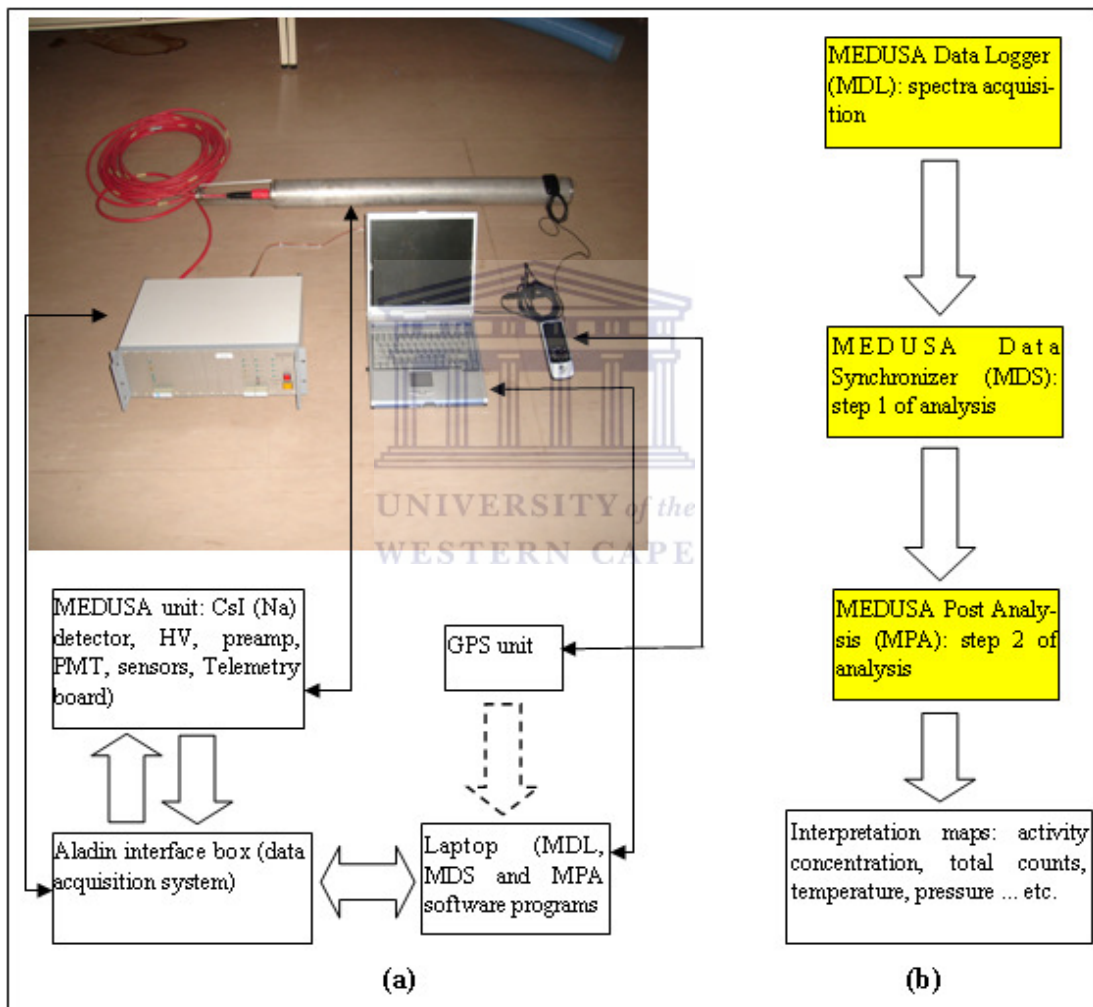 MEDUSA Data Logger
(MDL): spectra acquisi-
tion
MEDUSA Data
Synchronizer (MDS):
step 1 of analysis
UNIVERSITY of the
WESTERN CAPE
MEDUSA unit: CsI (Na)
detector, HV, preamp,
PMT, sensors, Telemetry
board)
GPS unit
MEDUSA Post Analy-
sis (MPA): step 2 of
analysis
Aladin interface box (data
acquisition system)
Laptop (MDL,
MDS and MPA
software programs
Interpretation maps: activity
concentration, total counts,
temperature, pressure ... etc.
(a)
(b)